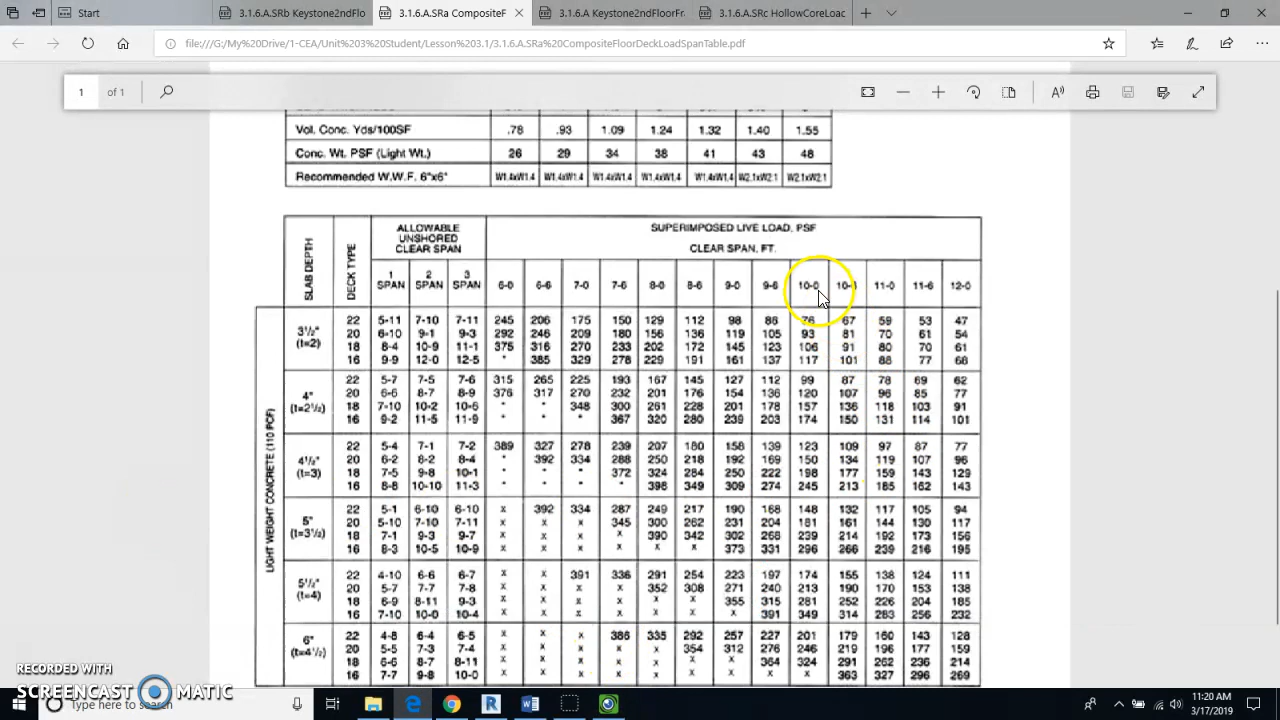 3.1.6.A.SRb Keystone2ndFlo
3.1.6.A.SRa CompositeF
3.1.6.A Keystone2ndFloorFr
3.1.6.A.SRc HollowCoreLoac
file:///G:/My%20Drive/1-CEA/Unit%203%20Student/Lesson%203.1/3.1.6.A.SRa%20CompositeFloorDeckLoadSpanTable.pdf
1 of 1
Vol. Conc. Yds/100SF .78 .93 1.09 1.24 1.32 1.40 1.55
Conc. Wt. PSF (Light Wt.) 26 29 34 38 41 43 48
Recommended W.W.F. 6"x6" W1.4xW1.4 W1.4xW1.4 W1.4xW1.4 W1.4xW1.4 W1.4xW1.4 W2.1xW2.1 W2.1xW2.1
SLAB DEPTH
DECK TYPE
ALLOWABLE
UNSHORED
CLEAR SPAN
SUPERIMPOSED LIVE LOAD, PSF
CLEAR SPAN, FT.
1 SPAN 2 SPAN 3 SPAN 6-0 6-6 7-0 7-6 8-0 8-6 9-0 9-6 10-0 11-0 11-6 12-0
LIGHT WEIGHT CONCRETE (110 PCF)
3½"
(t=2)
22 5-11 7-10 7-11 245 206 175 150 129 112 98 86 76 67 59 53 47
20 6-10 9-1 9-3 292 246 209 180 156 136 119 105 93 81 70 61 54
18 8-4 10-9 11-1 375 316 270 233 202 172 145 123 106 91 80 70 61
16 9-9 12-0 12-5 * 385 329 278 229 191 161 137 117 101 88 77 68
4"
(t=2½)
22 5-7 7-5 7-6 315 265 225 193 167 145 127 112 99 87 78 69 62
20 6-6 8-7 8-9 376 317 270 232 201 176 154 136 120 107 96 85 77
18 7-10 10-2 10-6 * * 348 300 261 228 201 178 157 136 118 103 91
16 9-2 11-5 11-9 * * * 367 320 280 239 203 174 150 131 114 101
4½"
(t=3)
22 5-4 7-1 7-2 389 327 278 239 207 180 158 139 123 109 97 87 77
20 6-2 8-2 8-4 * 392 334 288 250 218 192 169 150 134 119 107 96
18 7-5 9-8 10-1 * * * 372 324 284 250 222 198 177 159 143 129
16 8-8 10-10 11-3 * * * * 398 349 309 274 245 213 185 162 143
5"
(t=3½)
22 5-1 6-10 6-10 x 392 334 287 249 217 190 168 148 132 117 105 94
20 5-10 7-10 7-11 x x x 345 300 262 231 204 181 161 144 130 117
18 7-1 9-3 9-7 x x x x 390 342 302 268 239 214 192 173 156
16 8-3 10-5 10-9 x x x x x x 373 331 296 266 239 216 195
5½"
(t=4)
22 4-10 6-6 6-7 x x 391 336 291 254 223 197 174 155 138 124 111
20 5-7 7-7 7-8 x x x x 352 308 271 240 213 190 170 153 138
18 6-9 8-11 9-3 x x x x x x 355 315 281 252 226 204 185
16 7-10 10-0 10-4 x x x x x x x 391 349 314 283 256 232
6"
(t=4½)
22 4-8 6-4 6-5 x x x 386 335 292 257 227 201 179 160 143 128
20 5-5 7-3 7-4 x x x x x 354 312 276 246 219 196 177 159
18 6-6 8-7 8-11 x x x x x x x 364 324 291 262 236 214
16 7-7 9-8 10-0 x x x x x x x x x 363 327 296 269
RECORDED WITH
SCREENCAST MATIC
Type here to search
11:20 AM
3/17/2019